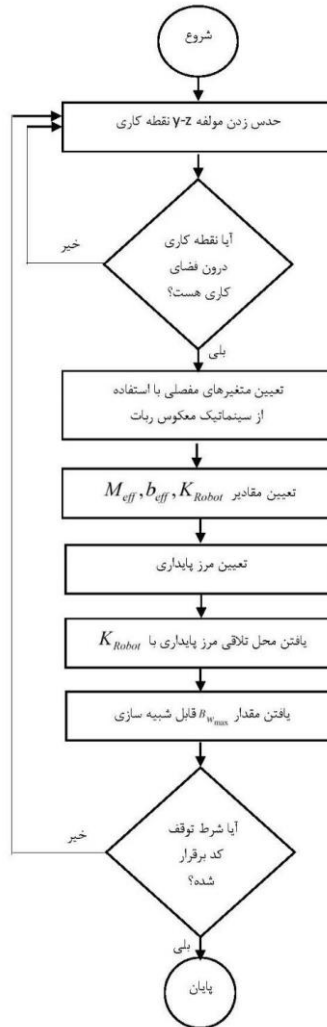 شروع
حدس زدن مولفه y-z نقطه کاری
خیر
آیا نقطه کاری
درون فضای
کاری هست؟
بلی
تعیین متغیرهای مفصلی با استفاده
از سینماتیک معکوس ربات
تعیین مقادیر M_eff, b_eff, K_Robot
تعیین مرز پایداری
یافتن محل تلاقی مرز پایداری با K_Robot
یافتن مقدار B_w_max قابل شبیه سازی
خیر
آیا شرط توقف
کد برقرار
شده؟
بلی
پایان